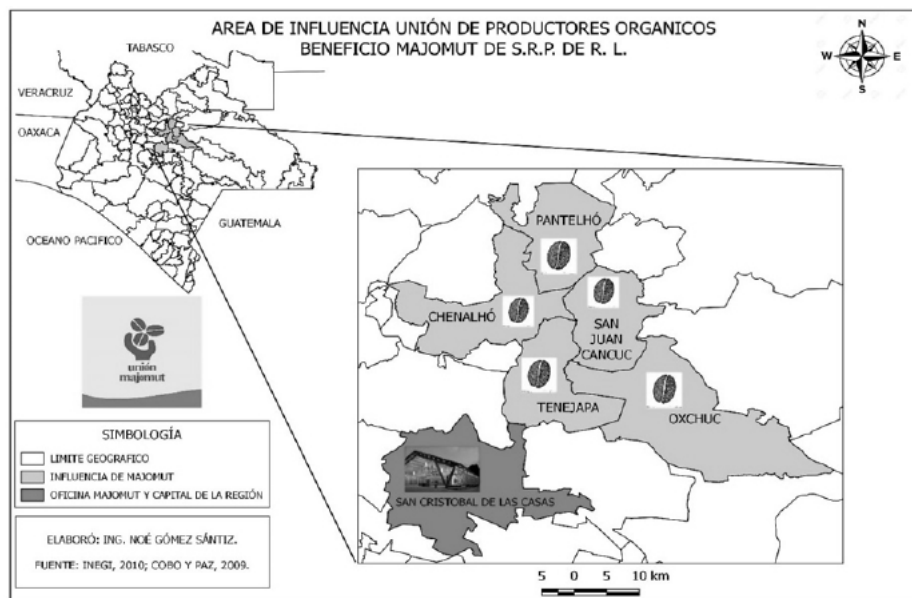 AREA DE INFLUENCIA UNIÓN DE PRODUCTORES ORGANICOS
BENEFICIO MAJOMUT DE S.R.P. DE R. L.
N
W
E
S
TABASCO
VERACRUZ
OAXACA
GUATEMALA
OCEANO PACIFICO
PANTELHÓ
CHENALHÓ
SAN
JUAN
CANCUC
TENEJAPA
OXCHUC
SAN CRISTOBAL DE LAS CASAS
unión
majomut
SIMBOLOGÍA
LIMITE GEOGRAFICO
INFLUENCIA DE MAJOMUT
OFICINA MAJOMUT Y CAPITAL DE LA REGIÓN
ELABORÓ: ING. NOÉ GÓMEZ SÁNTIZ.
FUENTE: INEGI, 2010; COBO Y PAZ, 2009.
5 0 5 10 km